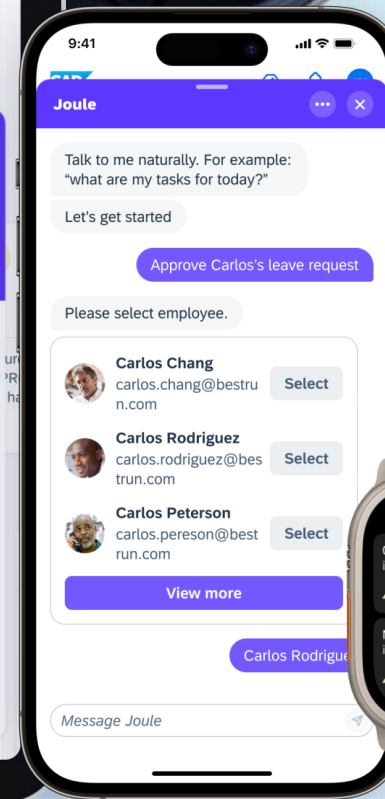 9:41
SAP
Joule
Talk to me naturally. For example:
“what are my tasks for today?”
Let's get started
Approve Carlos's leave request
Please select employee.
Carlos Chang
carlos.chang@bestru
n.com
Select
Carlos Rodriguez
carlos.rodriguez@bes
trun.com
Select
Carlos Peterson
carlos.pereson@best
run.com
Select
View more
Carlos Rodrigue
Message Joule